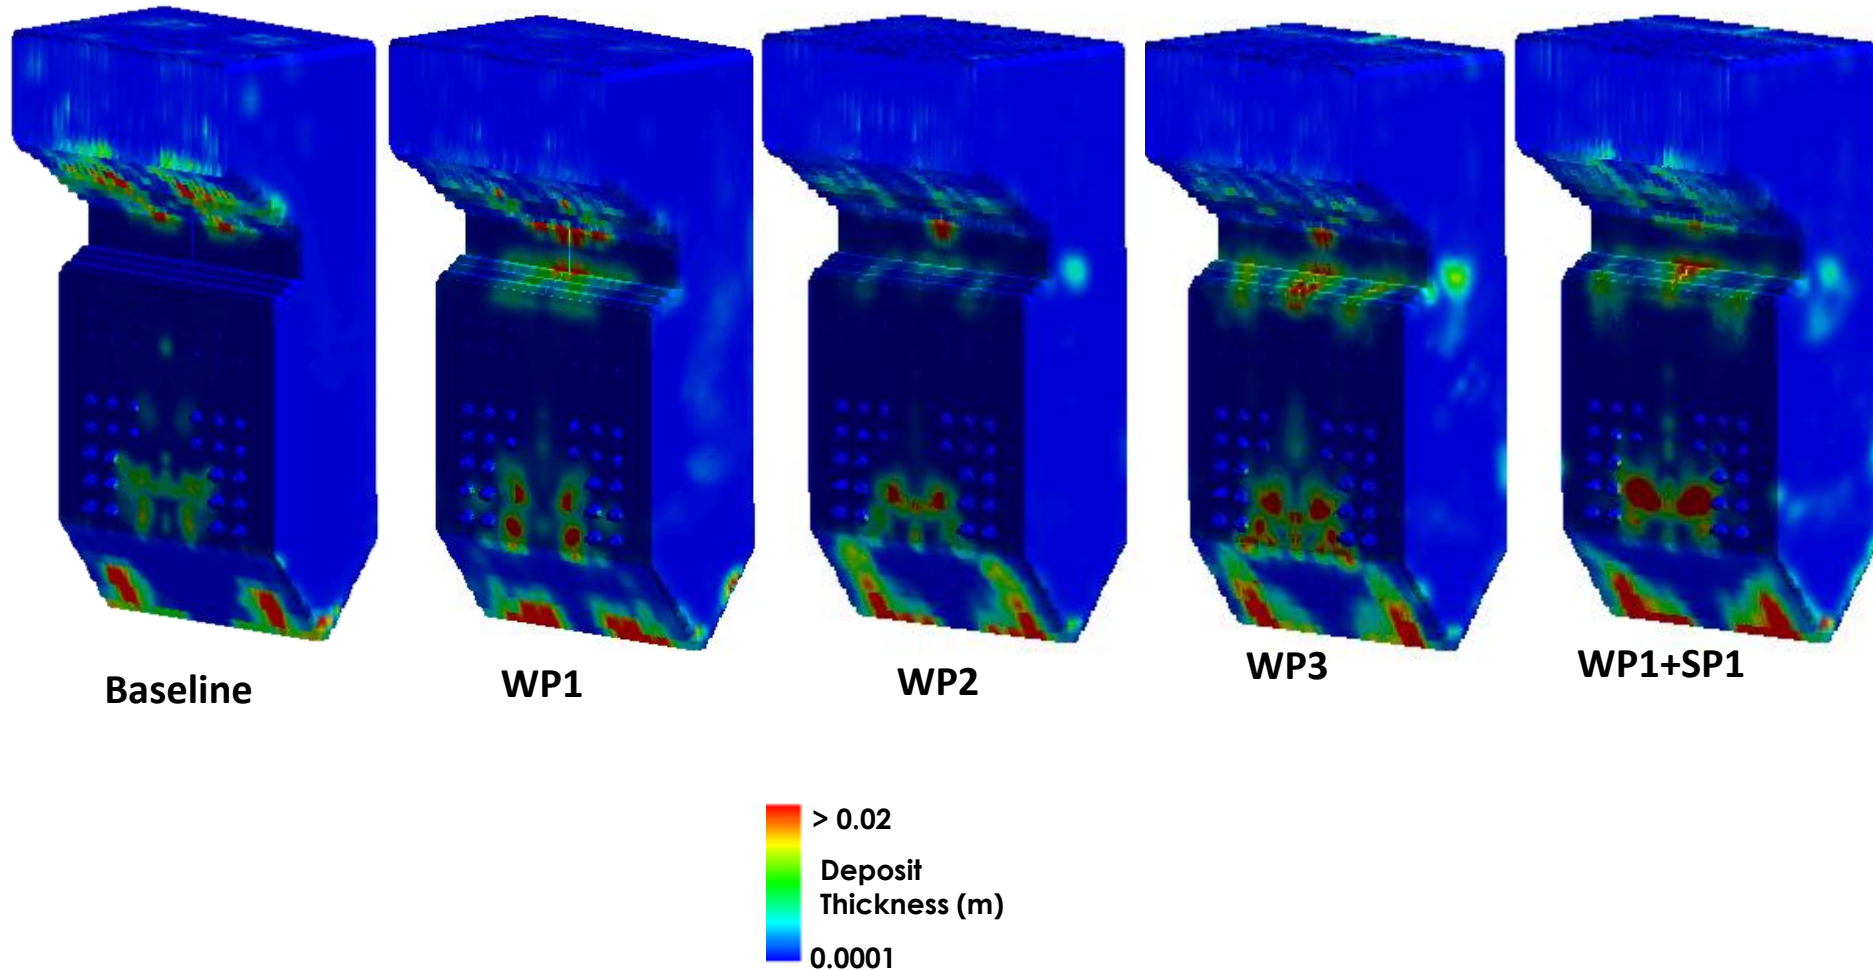 Baseline
WP1
WP2
WP3
WP1+SP1
> 0.02
Deposit
Thickness (m)
0.0001